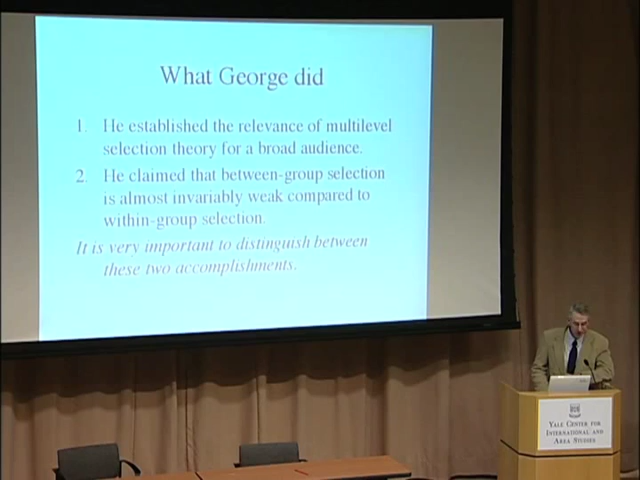 What George did
1. He established the relevance of multilevel
selection theory for a broad audience.
2. He claimed that between-group selection
is almost invariably weak compared to
within-group selection.
It is very important to distinguish between
these two accomplishments.
YALE CENTER FOR
INTERNATIONAL AND
AREA STUDIES